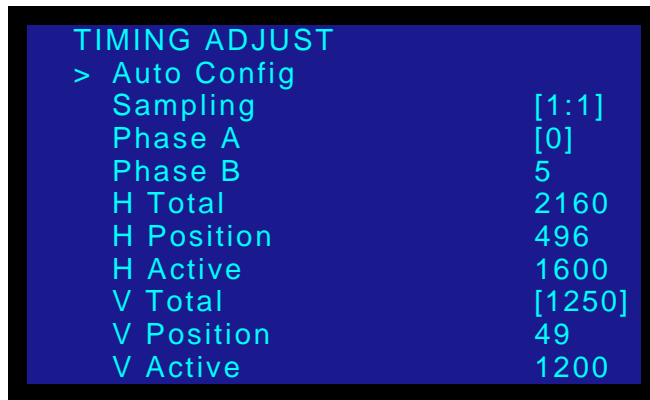 TIMING ADJUST
> Auto Config
Sampling [1:1]
Phase A [0]
Phase B 5
H Total 2160
H Position 496
H Active 1600
V Total [1250]
V Position 49
V Active 1200